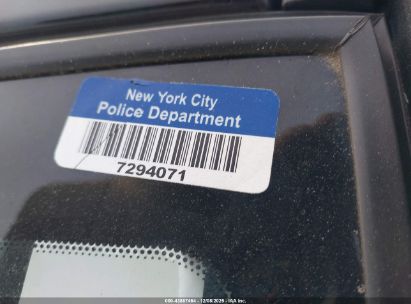 New York City
Police Department
7294071